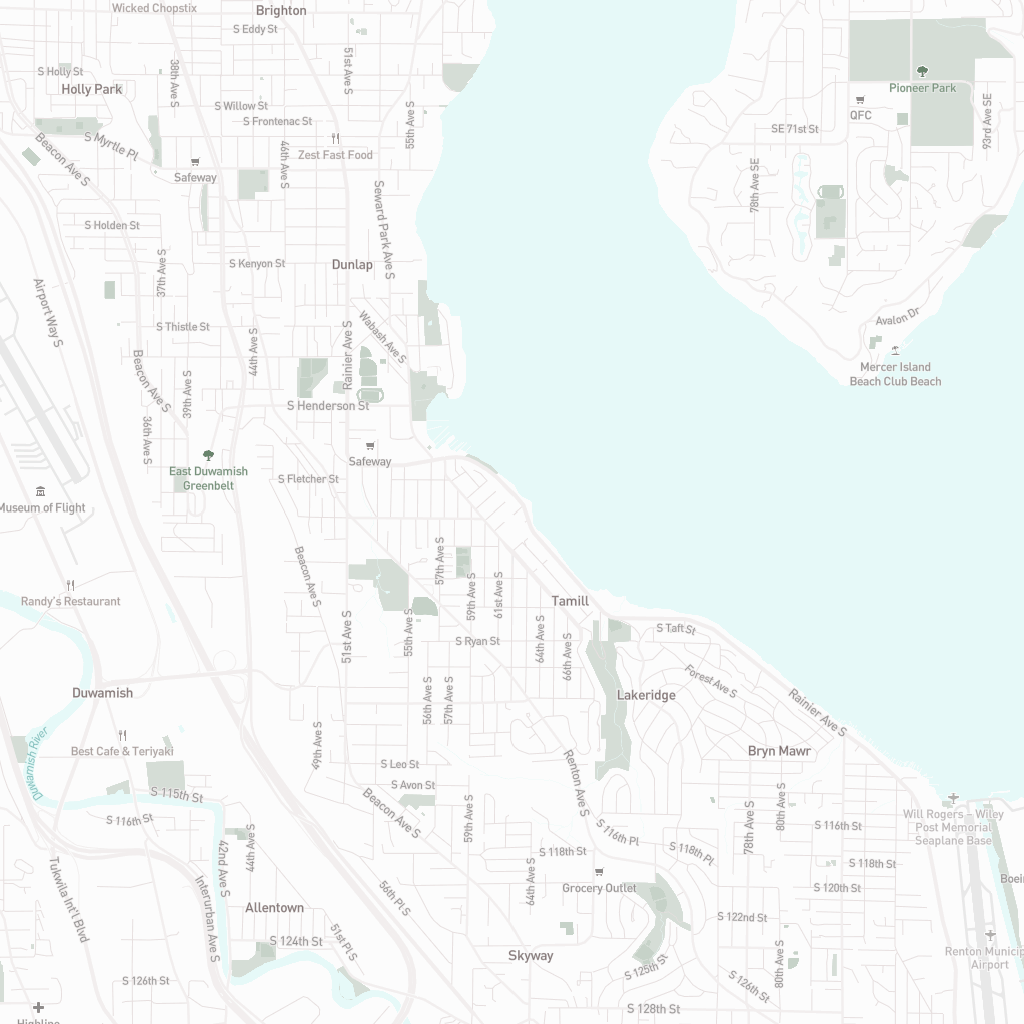 Wicked Chopstix
Brighton
S Eddy St
51st Ave S
38th Ave S
S Holly St
Holly Park
S Willow St
S Frontenac St
55th Ave S
Pioneer Park
QFC
SE 71st St
93rd Ave SE
Beacon Ave S
S Myrtle Pl
Safeway
46th Ave S
Zest Fast Food
78th Ave SE
Seward Park Ave S
S Holden St
37th Ave S
S Kenyon St
Dunlap
Airport Way S
S Thistle St
44th Ave S
Rainier Ave S
Wabash Ave S
Avalon Dr
Mercer Island
Beach Club Beach
Beacon Ave S
39th Ave S
36th Ave S
S Henderson St
Safeway
East Duwamish
Greenbelt
S Fletcher St
Museum of Flight
Randy's Restaurant
Beacon Ave S
57th Ave S
59th Ave S
61st Ave S
Tamill
51st Ave S
55th Ave S
S Ryan St
64th Ave S
66th Ave S
S Taft St
Duwamish
56th Ave S
57th Ave S
Lakeridge
Forest Ave S
Rainier Ave S
Best Cafe & Teriyaki
49th Ave S
Bryn Mawr
Duwamish River
S Leo St
S Avon St
Renton Ave S
S 115th St
S 116th St
Beacon Ave S
59th Ave S
S 116th Pl
S 118th Pl
78th Ave S
80th Ave S
S 116th St
Will Rogers – Wiley
Post Memorial
Seaplane Base
44th Ave S
42nd Ave S
S 118th St
S 118th St
Tukwila Int'l Blvd
Interurban Ave S
56th Pl S
64th Ave S
Grocery Outlet
S 120th St
Boein
Allentown
S 122nd St
S 124th St
51st Pl S
Skyway
S 125th St
80th Ave S
Renton Municip
Airport
S 126th St
S 126th St
S 128th St
Highline